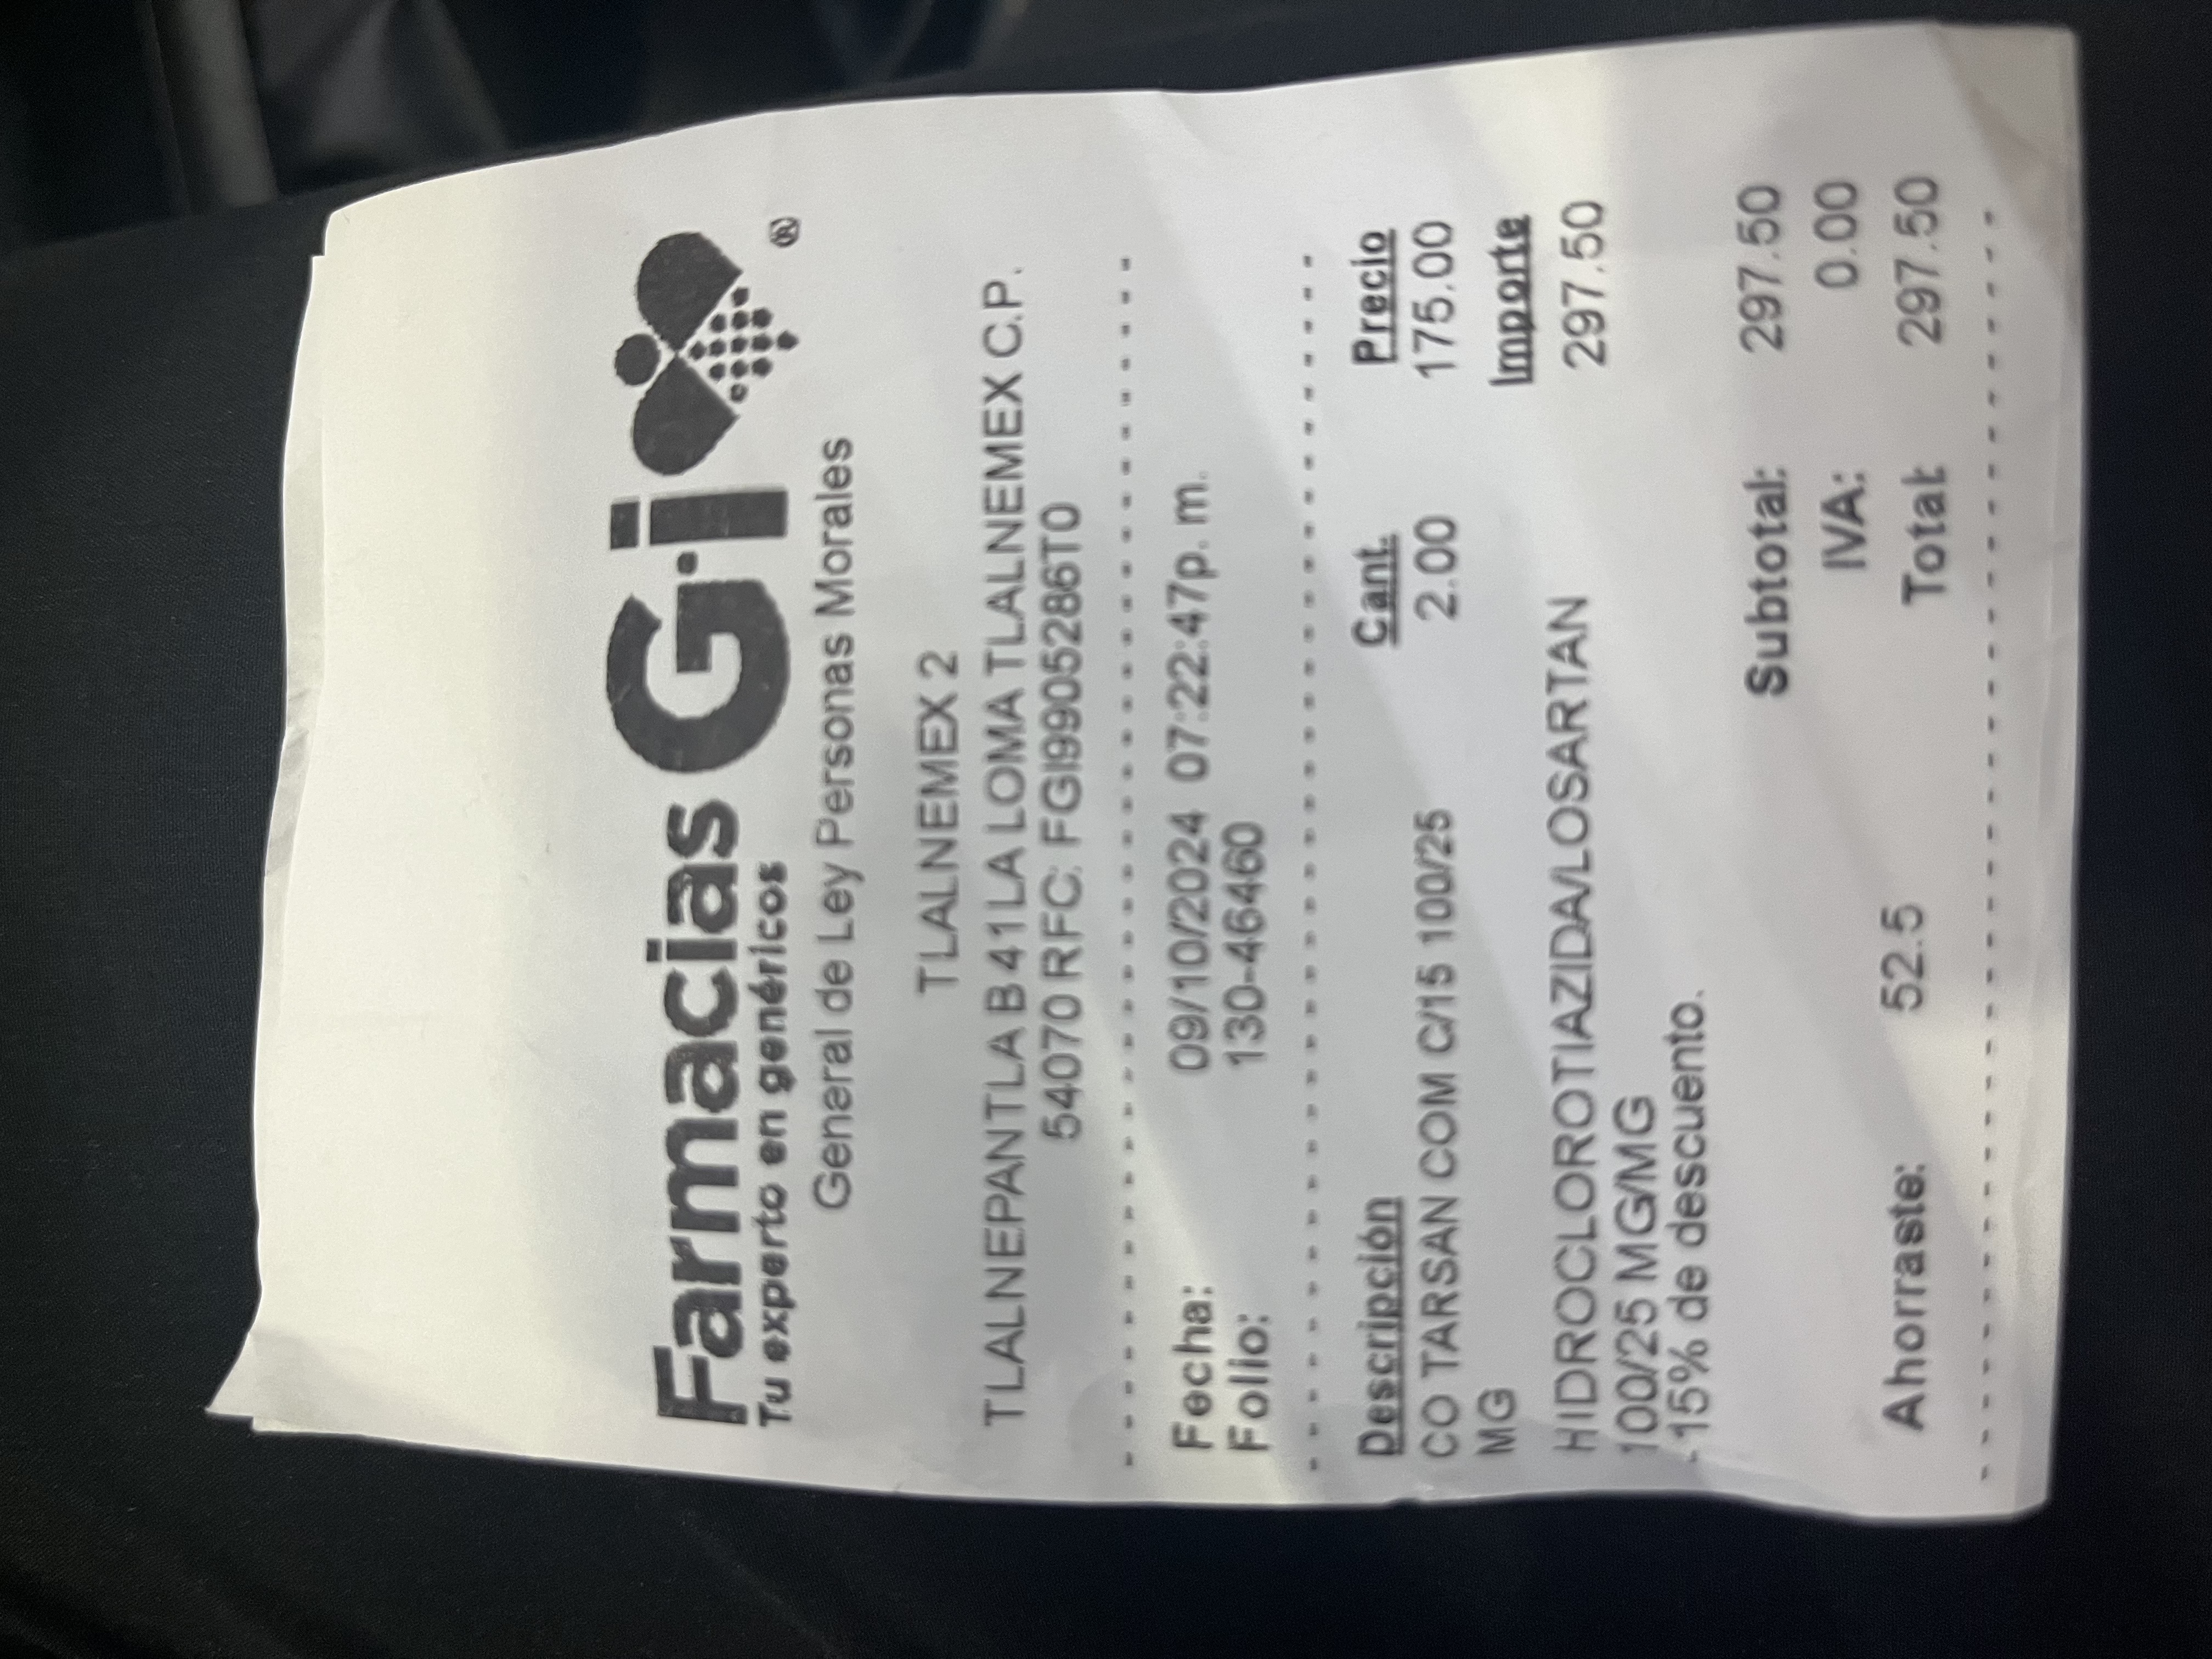 Farmacias G·i ®
Tu experto en genéricos
General de Ley Personas Morales
TLALNEMEX 2
TLALNEPANTLA B 41 LA LOMA TLALNEMEX C.P.
54070 RFC: FGI9905286T0
Fecha: 09/10/2024 07:22:47p. m.
Folio: 130-46460
Descripción Cant. Precio
CO TARSAN COM C/15 100/25 2.00 175.00
MG Importe
HIDROCLOROTIAZIDA/LOSARTAN 297.50
100/25 MG/MG
-15% de descuento.
Subtotal: 297.50
IVA: 0.00
Ahorraste: 52.5 Total: 297.50